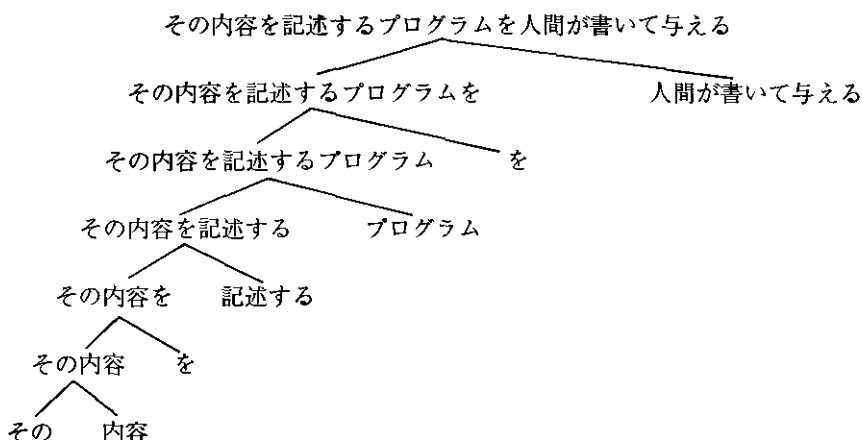 その内容を記述するプログラムを人間が書いて与える
その内容を記述するプログラムを 人間が書いて与える
その内容を記述するプログラム を
その内容を記述する プログラム
その内容を 記述する
その内容 を
その 内容